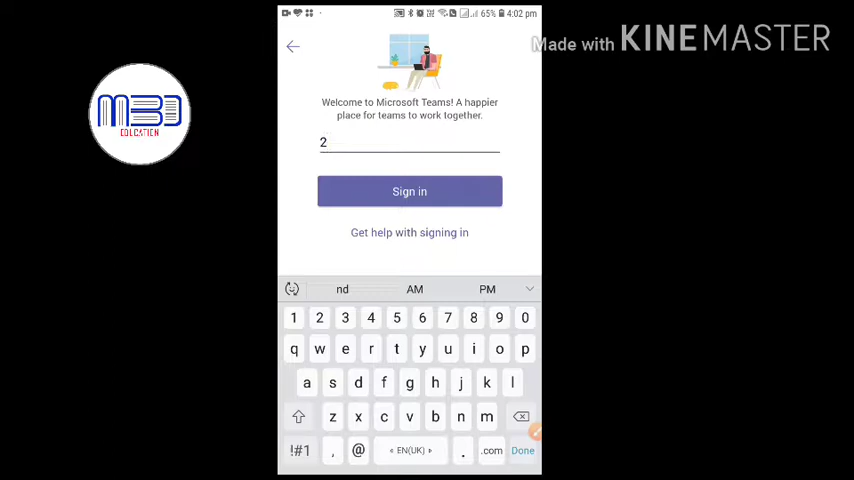 65% 4:02 pm
Made with KINEMASTER
MBD
EDUCATION
Welcome to Microsoft Teams! A happier
place for teams to work together.
2
Sign in
Get help with signing in
nd AM PM
1 2 3 4 5 6 7 8 9 0
q w e r t y u i o p
a s d f g h j k l
z x c v b n m
!#1 , @ EN(UK) . .com Done